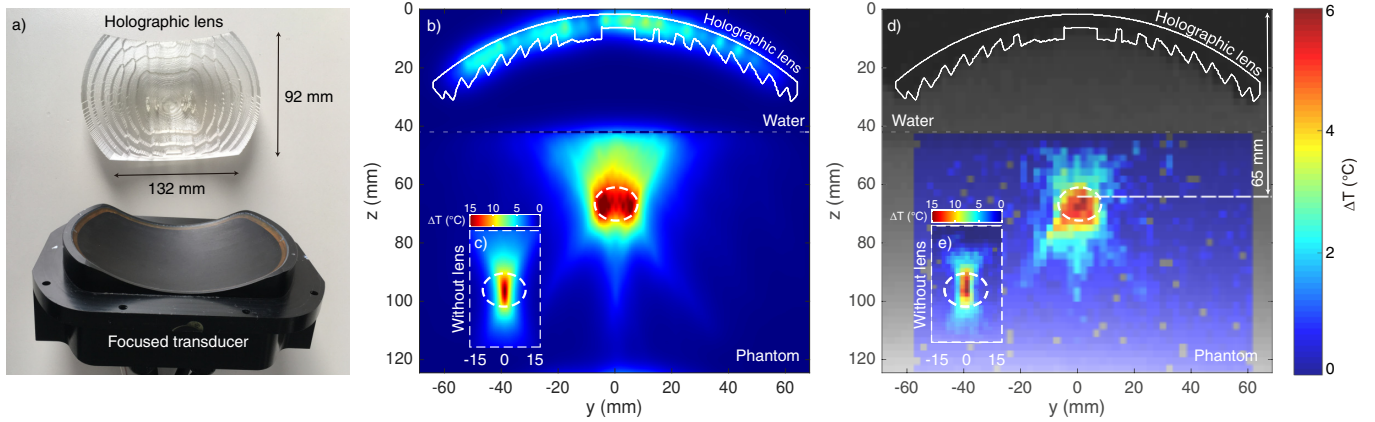 a)
Holographic lens
92 mm
132 mm
Focused transducer
b)
Holographic lens
Water
Phantom
z (mm)
0
20
40
60
80
100
120
-60
-40
-20
0
20
40
60
y (mm)
ΔT (°C)
15
10
5
0
c)
Without lens
-15
0
15
d)
Holographic lens
Water
65 mm
Phantom
z (mm)
0
20
40
60
80
100
120
-60
-40
-20
0
20
40
60
y (mm)
ΔT (°C)
15
10
5
0
e)
Without lens
-15
0
15
6
4
2
0
ΔT (°C)